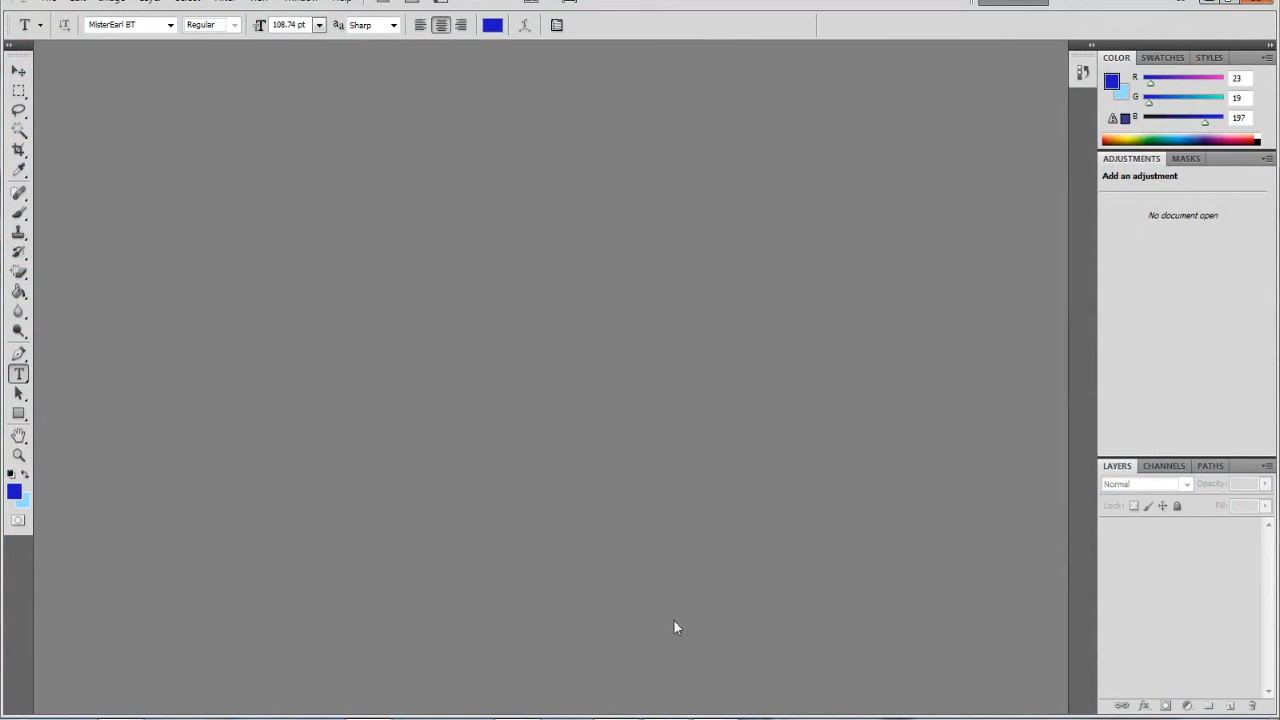 T MisterEarl BT Regular 108.74 pt aa Sharp
COLOR SWATCHES STYLES
R 23
G 19
B 197
ADJUSTMENTS MASKS
Add an adjustment
No document open
LAYERS CHANNELS PATHS
Normal Opacity:
Lock: Fill: